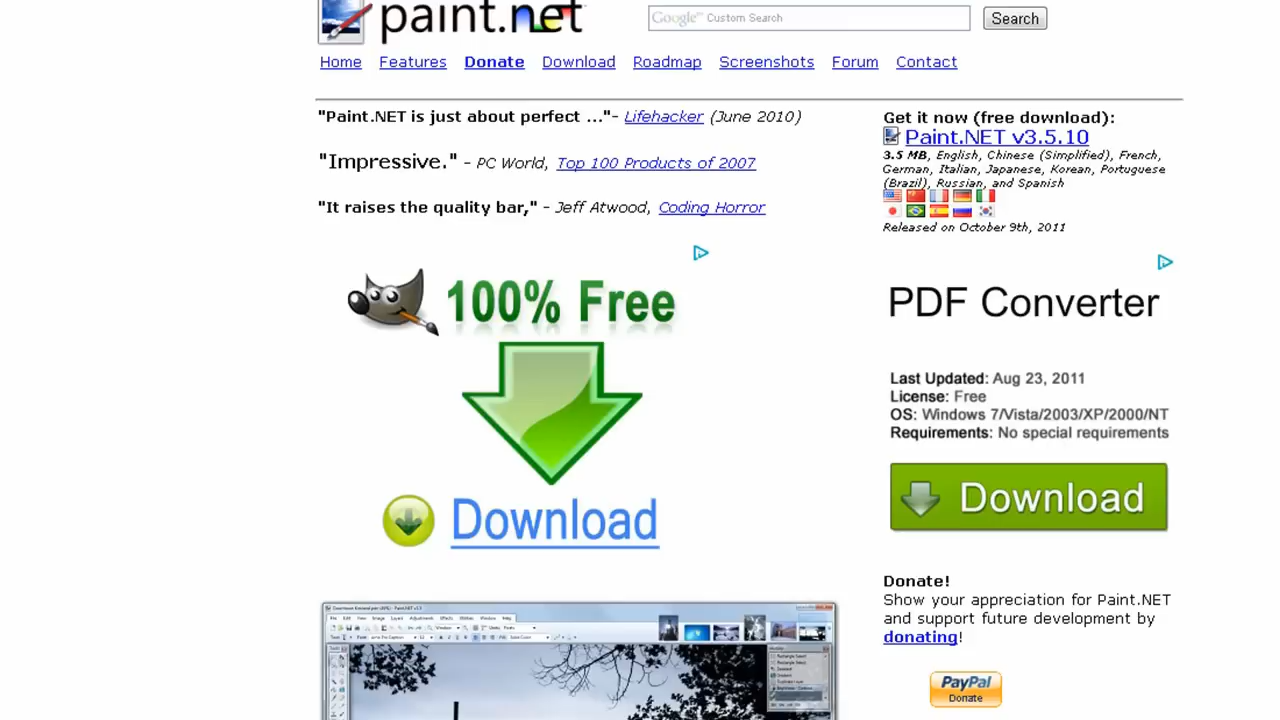 paint.net
Google™ Custom Search
Search
Home Features Donate Download Roadmap Screenshots Forum Contact
"Paint.NET is just about perfect ..."- Lifehacker (June 2010)
"Impressive." - PC World, Top 100 Products of 2007
"It raises the quality bar," - Jeff Atwood, Coding Horror
Get it now (free download):
Paint.NET v3.5.10
3.5 MB, English, Chinese (Simplified), French,
German, Italian, Japanese, Korean, Portuguese
(Brazil), Russian, and Spanish
Released on October 9th, 2011
100% Free
Download
PDF Converter
Last Updated: Aug 23, 2011
License: Free
OS: Windows 7/Vista/2003/XP/2000/NT
Requirements: No special requirements
Download
Donate!
Show your appreciation for Paint.NET
and support future development by
donating!
PayPal
Donate